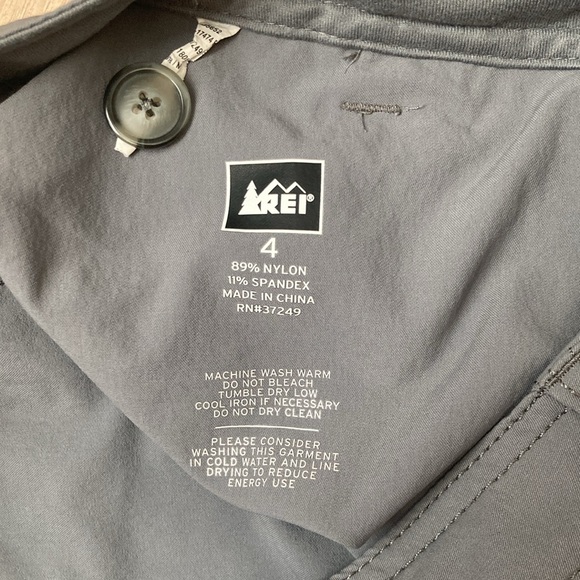 REI®
4
89% NYLON
11% SPANDEX
MADE IN CHINA
RN#37249
MACHINE WASH WARM
DO NOT BLEACH
TUMBLE DRY LOW
COOL IRON IF NECESSARY
DO NOT DRY CLEAN
PLEASE CONSIDER
WASHING THIS GARMENT
IN COLD WATER AND LINE
DRYING TO REDUCE
ENERGY USE